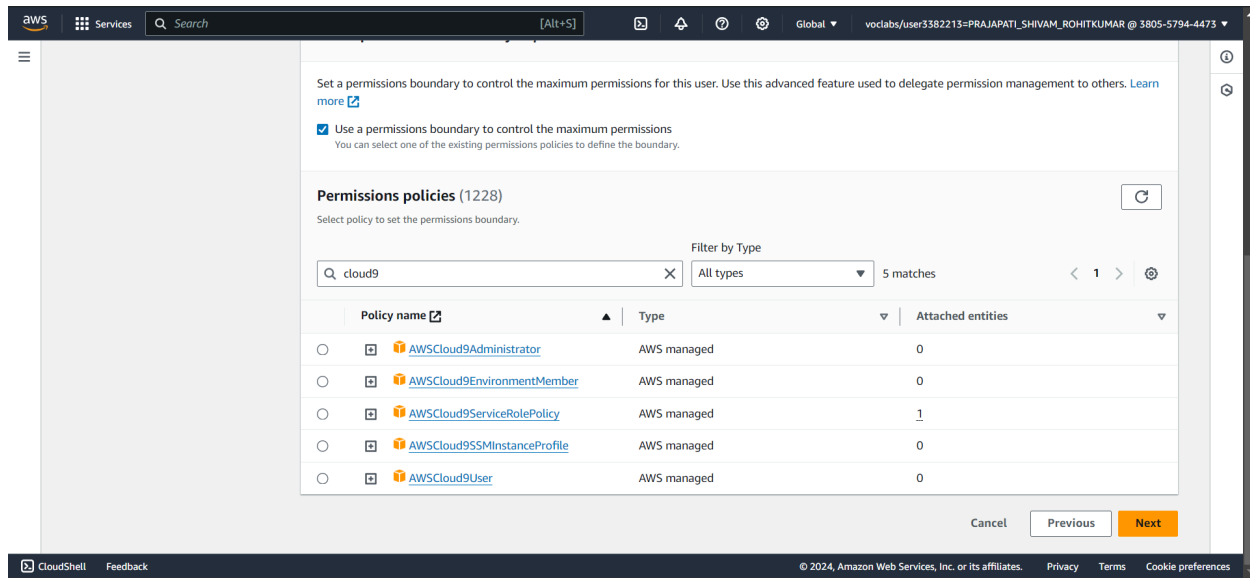 aws
Services
Search [Alt+S]
Global ▼
voclabs/user3382213=PRAJAPATI_SHIVAM_ROHITKUMAR @ 3805-5794-4473 ▼
Set a permissions boundary to control the maximum permissions for this user. Use this advanced feature used to delegate permission management to others. Learn
more
Use a permissions boundary to control the maximum permissions
You can select one of the existing permissions policies to define the boundary.
Permissions policies (1228)
Select policy to set the permissions boundary.
Filter by Type
cloud9
All types
5 matches
1
Policy name
Type
Attached entities
AWSCloud9Administrator AWS managed 0
AWSCloud9EnvironmentMember AWS managed 0
AWSCloud9ServiceRolePolicy AWS managed 1
AWSCloud9SSMInstanceProfile AWS managed 0
AWSCloud9User AWS managed 0
Cancel
Previous
Next
CloudShell
Feedback
© 2024, Amazon Web Services, Inc. or its affiliates.
Privacy
Terms
Cookie preferences